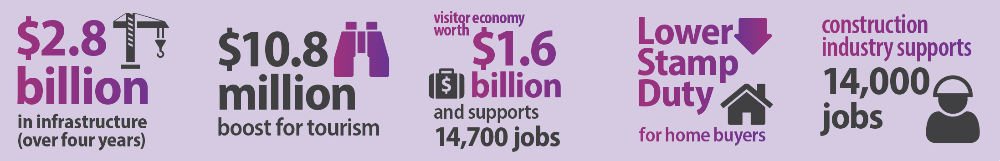 $2.8
billion
in infrastructure
(over four years)
$10.8
million
boost for tourism
visitor economy
worth
$1.6
$
billion
and supports
14,700 jobs
Lower
Stamp
Duty
for home buyers
construction
industry supports
14,000
jobs